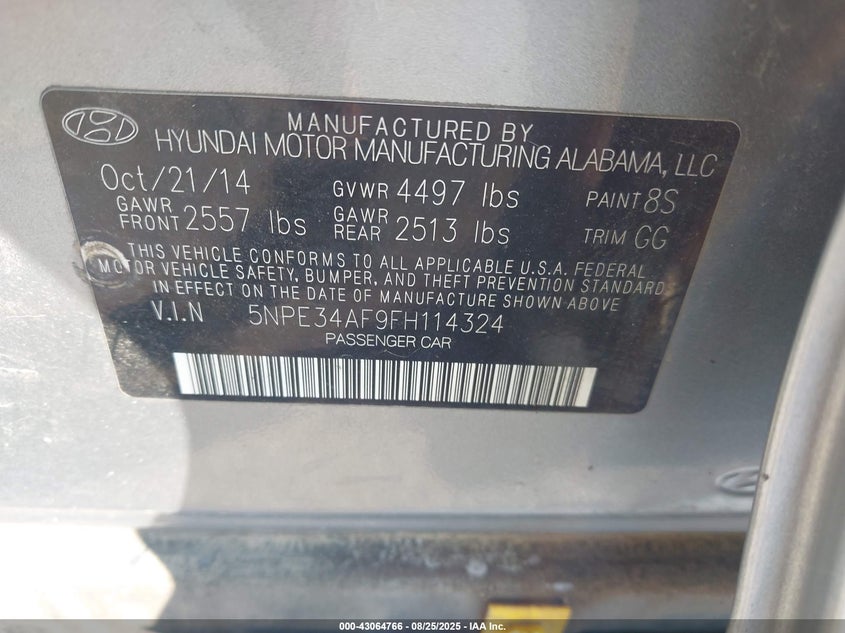 MANUFACTURED BY
HYUNDAI MOTOR MANUFACTURING ALABAMA, LLC
Oct/21/14 GVWR 4497 lbs PAINT 8S
GAWR FRONT 2557 lbs GAWR REAR 2513 lbs TRIM GG
THIS VEHICLE CONFORMS TO ALL APPLICABLE U.S.A. FEDERAL
MOTOR VEHICLE SAFETY, BUMPER, AND THEFT PREVENTION STANDARDS
IN EFFECT ON THE DATE OF MANUFACTURE SHOWN ABOVE
V.I.N 5NPE34AF9FH114324
PASSENGER CAR
000-43064766 — 08/25/2025 — IAA Inc.